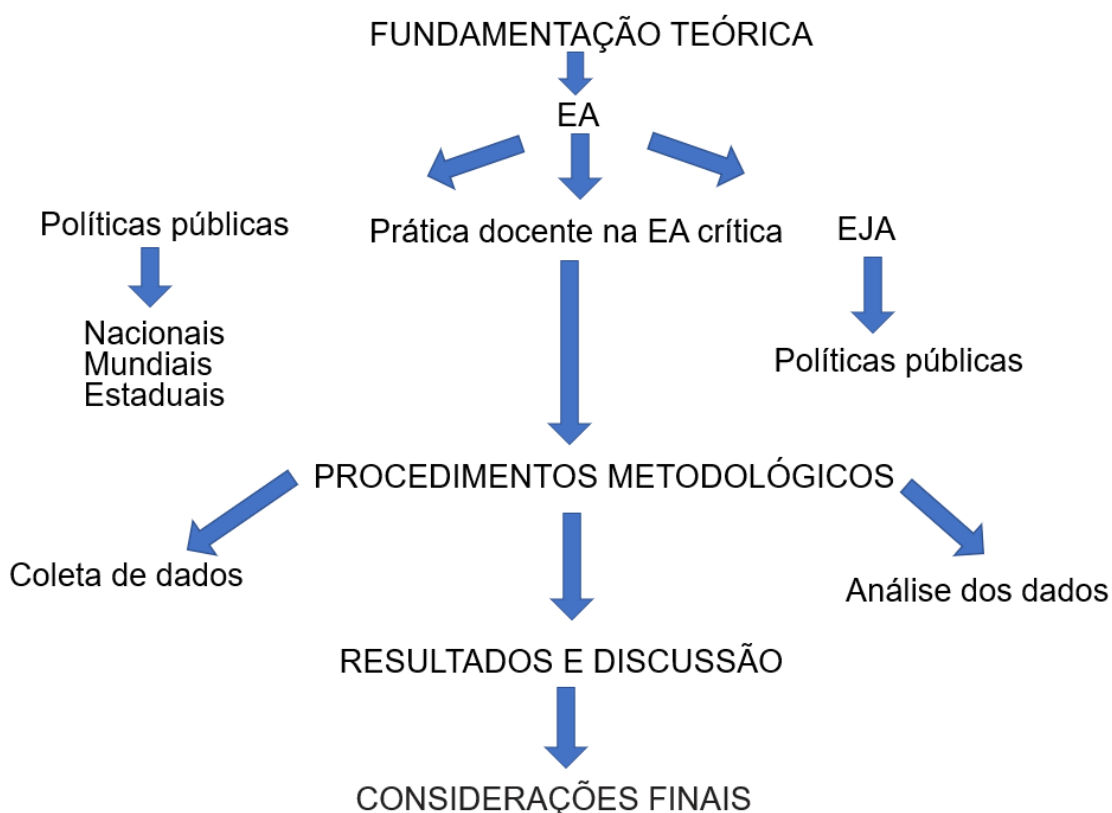 FUNDAMENTAÇÃO TEÓRICA
EA
Políticas públicas
Prática docente na EA crítica
EJA
Nacionais
Mundiais
Estaduais
Políticas públicas
PROCEDIMENTOS METODOLÓGICOS
Coleta de dados
Análise dos dados
RESULTADOS E DISCUSSÃO
CONSIDERAÇÕES FINAIS